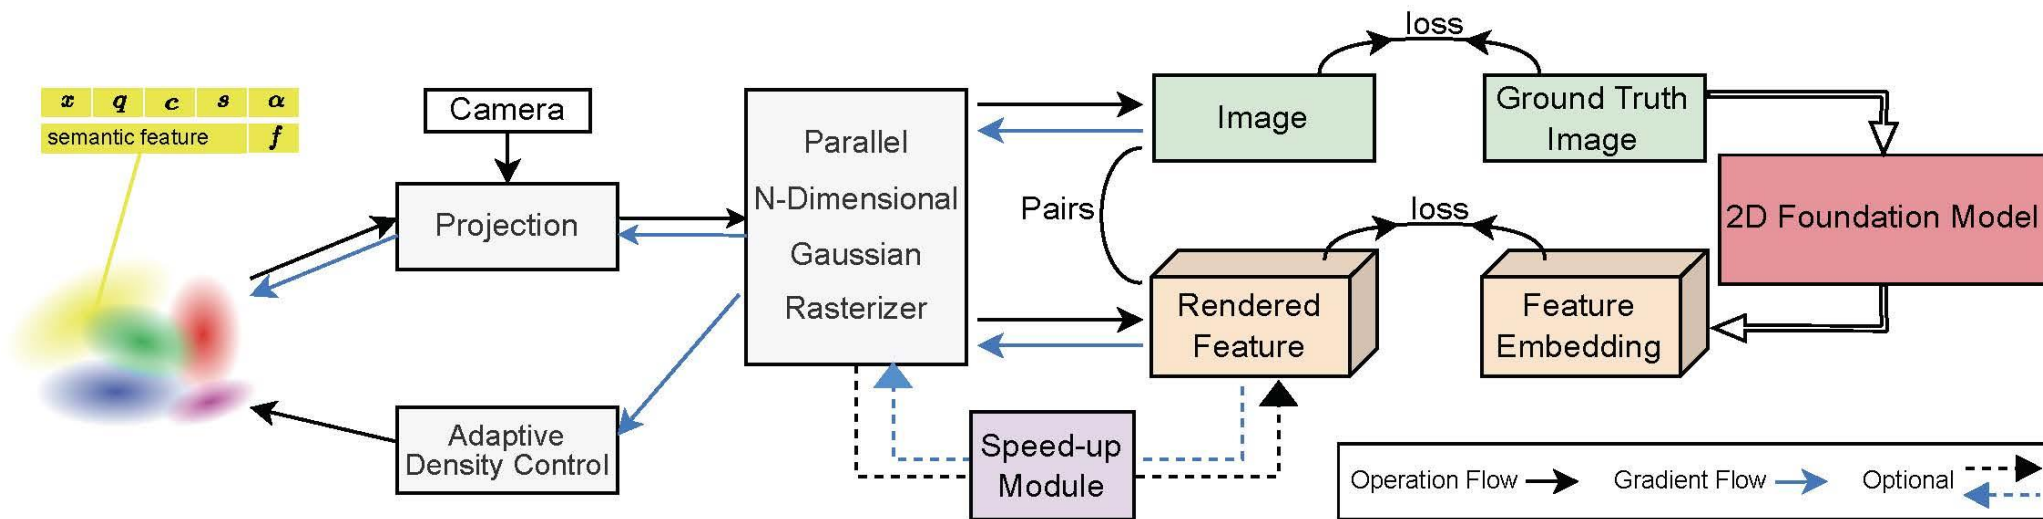 x q c s α
semantic feature f
Camera
Projection
Adaptive
Density Control
Parallel
N-Dimensional
Gaussian
Rasterizer
Speed-up
Module
loss
Image
Ground Truth
Image
Pairs
loss
Rendered
Feature
Feature
Embedding
2D Foundation Model
Operation Flow Gradient Flow Optional